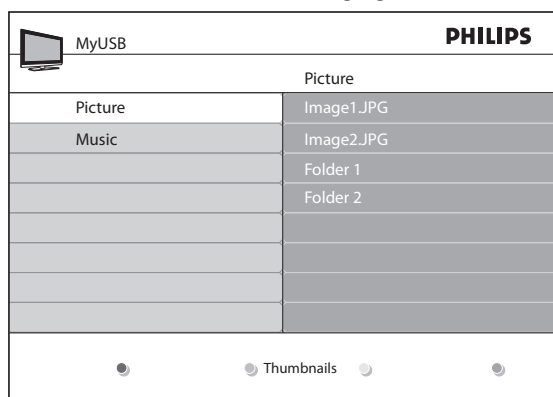 MyUSB PHILIPS
Picture
Picture Image1.JPG
Music Image2.JPG
Folder 1
Folder 2
Thumbnails